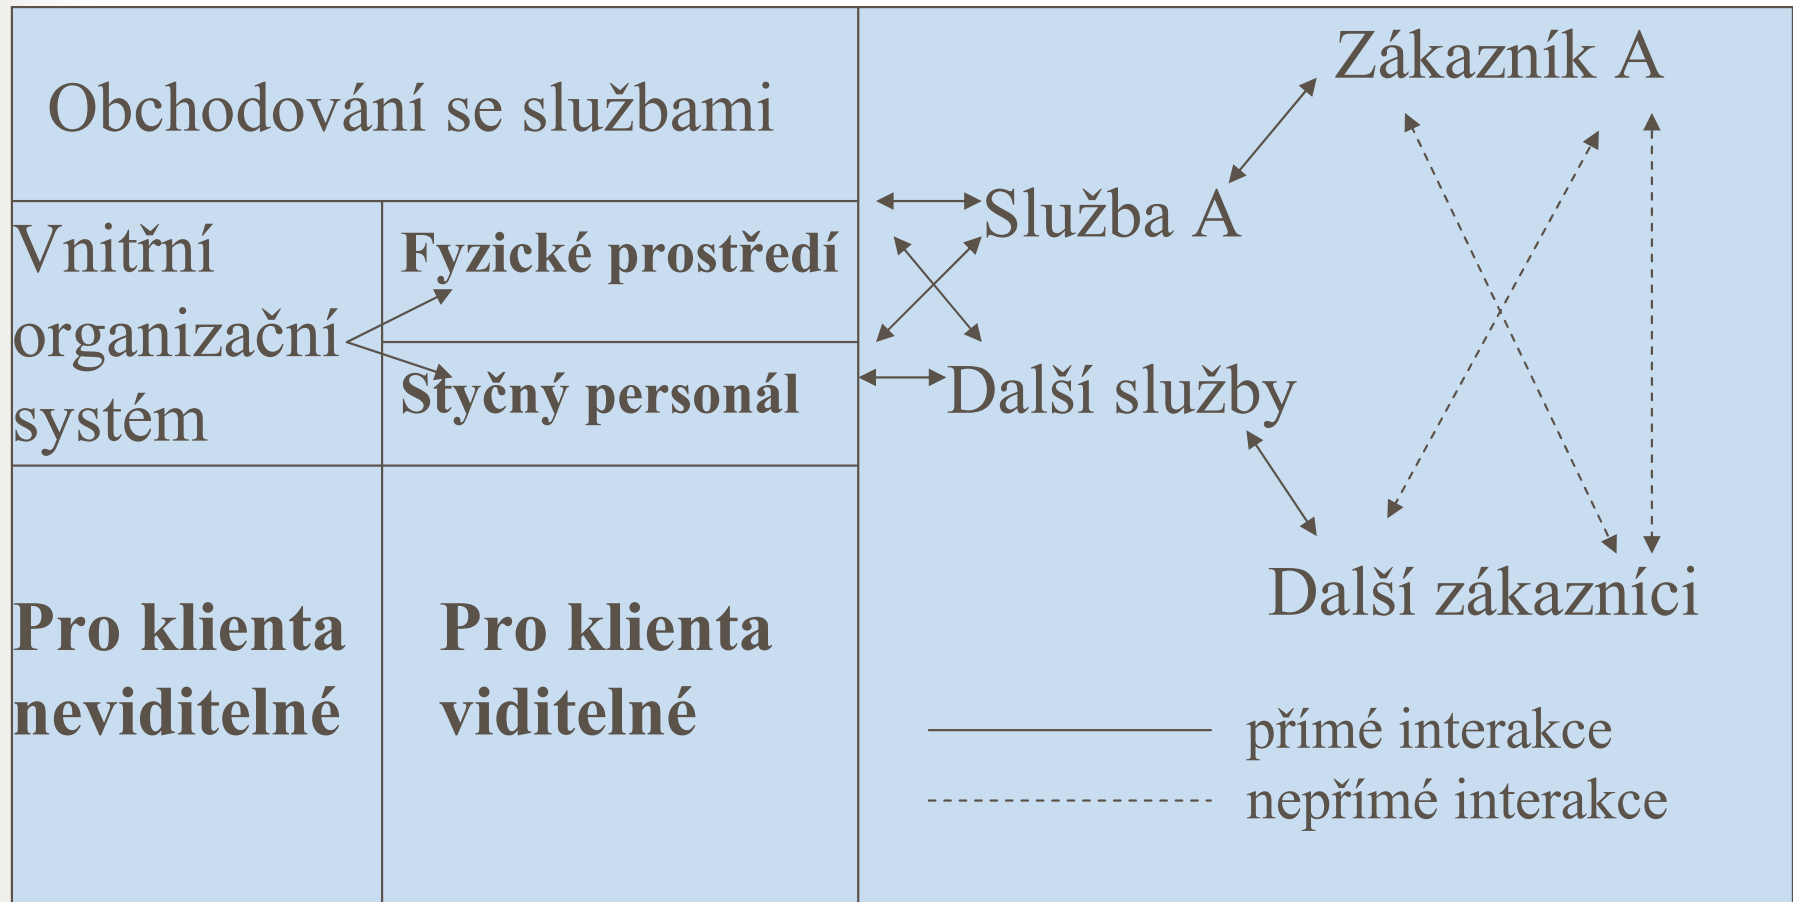 Obchodování se službami
Vnitřní
organizační
systém
Fyzické prostředí
Styčný personál
Pro klienta
neviditelné
Pro klienta
viditelné
Zákazník A
Služba A
Další služby
Další zákazníci
přímé interakce
nepřímé interakce